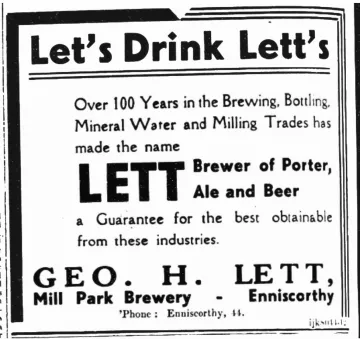 Let's Drink Lett's
Over 100 Years in the Brewing, Bottling,
Mineral Water and Milling Trades has
made the name
LETT Brewer of Porter,
Ale and Beer
a Guarantee for the best obtainable
from these industries.
GEO. H. LETT,
Mill Park Brewery - Enniscorthy
'Phone : Enniscorthy, 44.